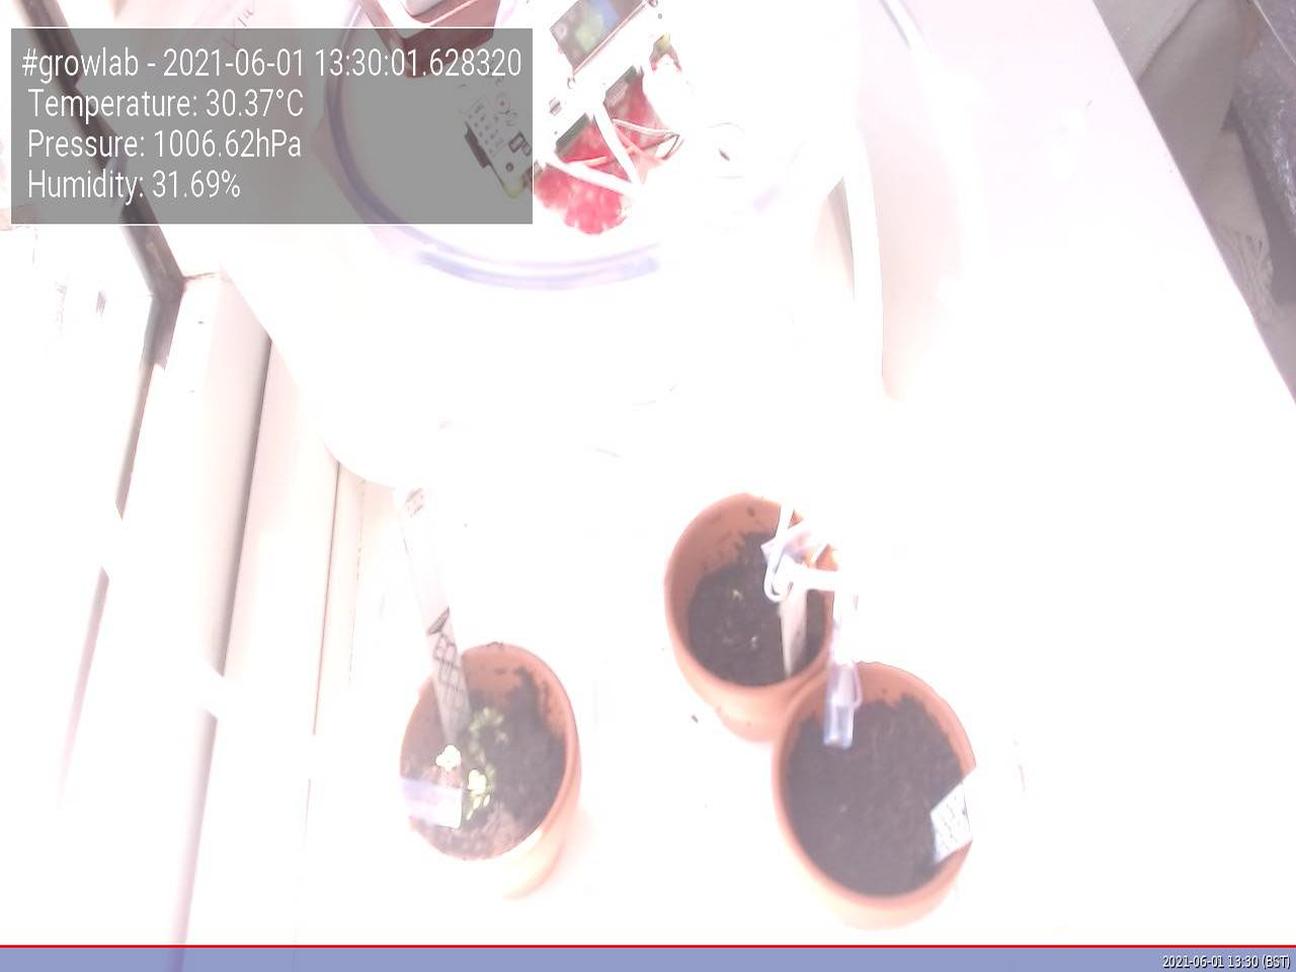 #growlab - 2021-06-01 13:30:01.628320
Temperature: 30.37°C
Pressure: 1006.62hPa
Humidity: 31.69%
2021-06-01 13:30 (BST)